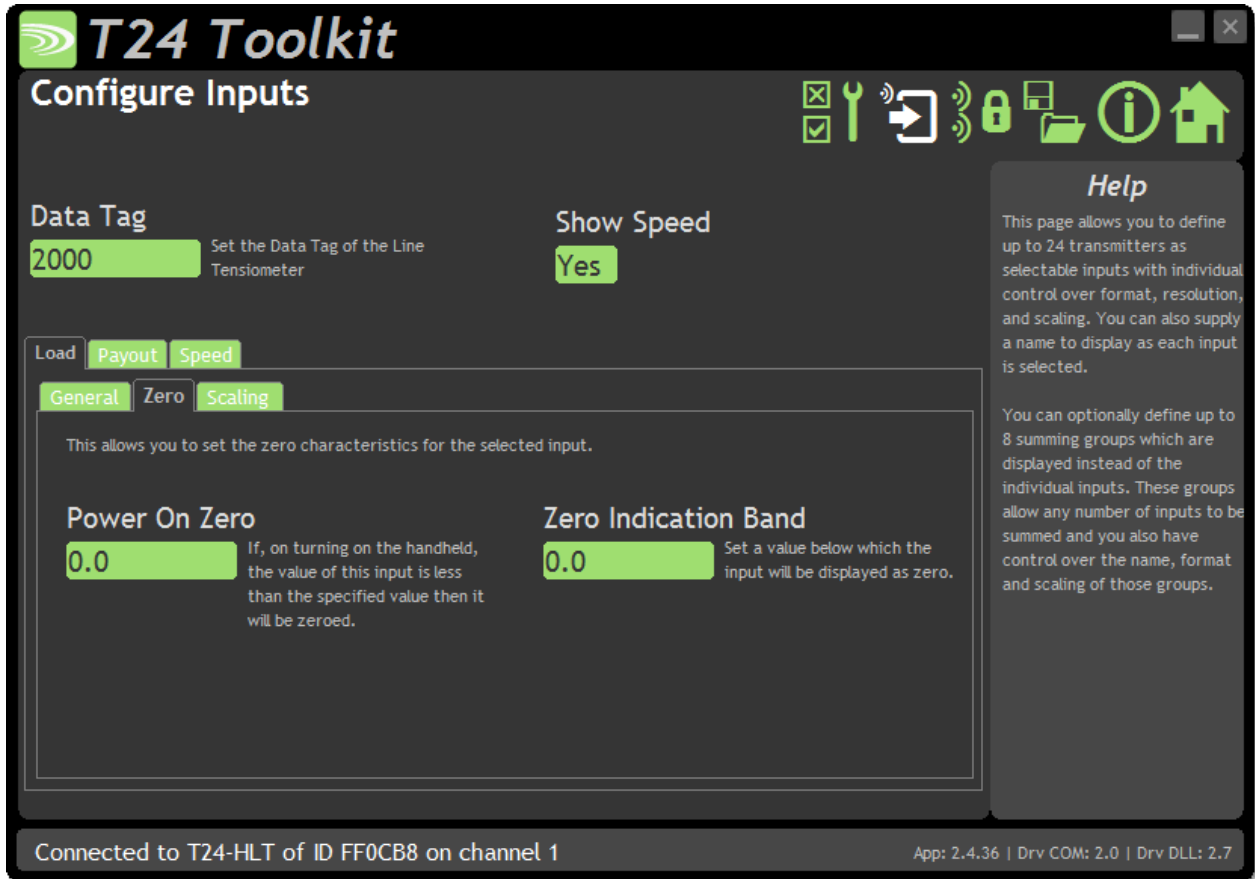 T24 Toolkit
Configure Inputs
Data Tag
2000
Set the Data Tag of the Line
Tensiometer
Show Speed
Yes
Load Payout Speed
General Zero Scaling
This allows you to set the zero characteristics for the selected input.
Power On Zero
0.0
If, on turning on the handheld,
the value of this input is less
than the specified value then it
will be zeroed.
Zero Indication Band
0.0
Set a value below which the
input will be displayed as zero.
Help
This page allows you to define
up to 24 transmitters as
selectable inputs with individual
control over format, resolution,
and scaling. You can also supply
a name to display as each input
is selected.
You can optionally define up to
8 summing groups which are
displayed instead of the
individual inputs. These groups
allow any number of inputs to be
summed and you also have
control over the name, format
and scaling of those groups.
Connected to T24-HLT of ID FF0CB8 on channel 1
App: 2.4.36 | Drv COM: 2.0 | Drv DLL: 2.7